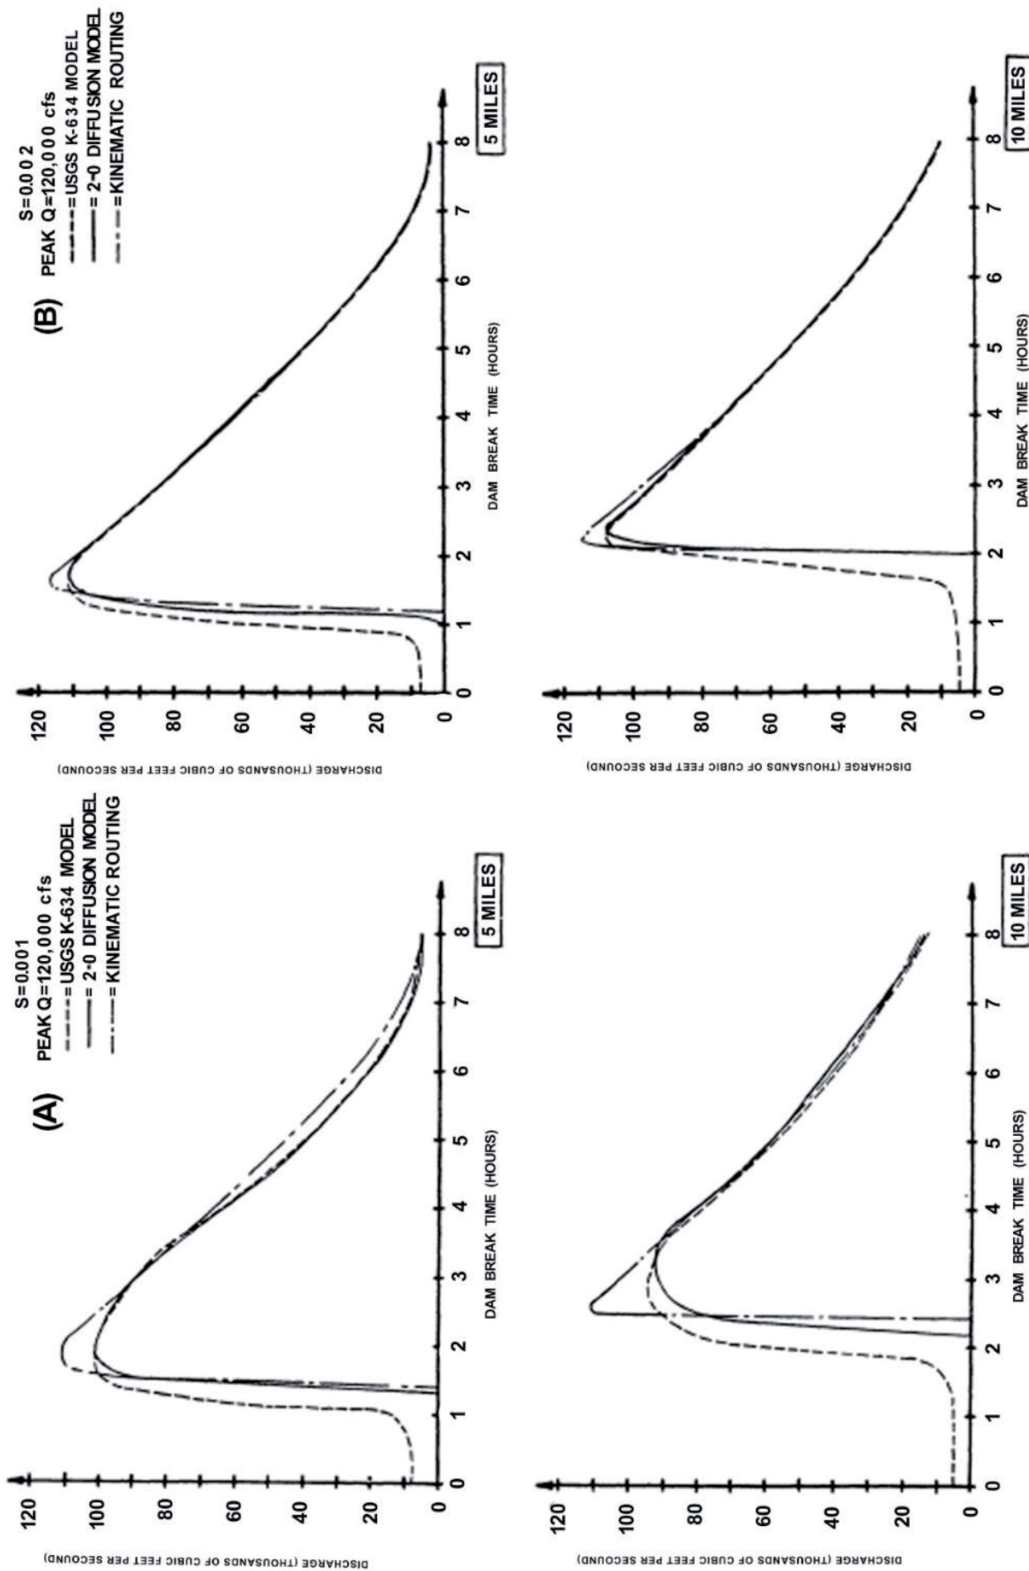 (A)
S=0.001
PEAK Q=120,000 cfs
=USGS K-634 MODEL
=2-0 DIFFUSION MODEL
=KINEMATIC ROUTING
DISCHARGE (THOUSANDS OF CUBIC FEET PER SECOUND)
120
100
80
60
40
20
0
0 1 2 3 4 5 6 7 8
DAM BREAK TIME (HOURS)
5 MILES
DISCHARGE (THOUSANDS OF CUBIC FEET PER SECOUND)
120
100
80
60
40
20
0
0 1 2 3 4 5 6 7 8
DAM BREAK TIME (HOURS)
10 MILES
(B)
S=0.002
PEAK Q=120,000 cfs
=USGS K-634 MODEL
=2-0 DIFFUSION MODEL
=KINEMATIC ROUTING
DISCHARGE (THOUSANDS OF CUBIC FEET PER SECOUND)
120
100
80
60
40
20
0
0 1 2 3 4 5 6 7 8
DAM BREAK TIME (HOURS)
5 MILES
DISCHARGE (THOUSANDS OF CUBIC FEET PER SECOUND)
120
100
80
60
40
20
0
0 1 2 3 4 5 6 7 8
DAM BREAK TIME (HOURS)
10 MILES